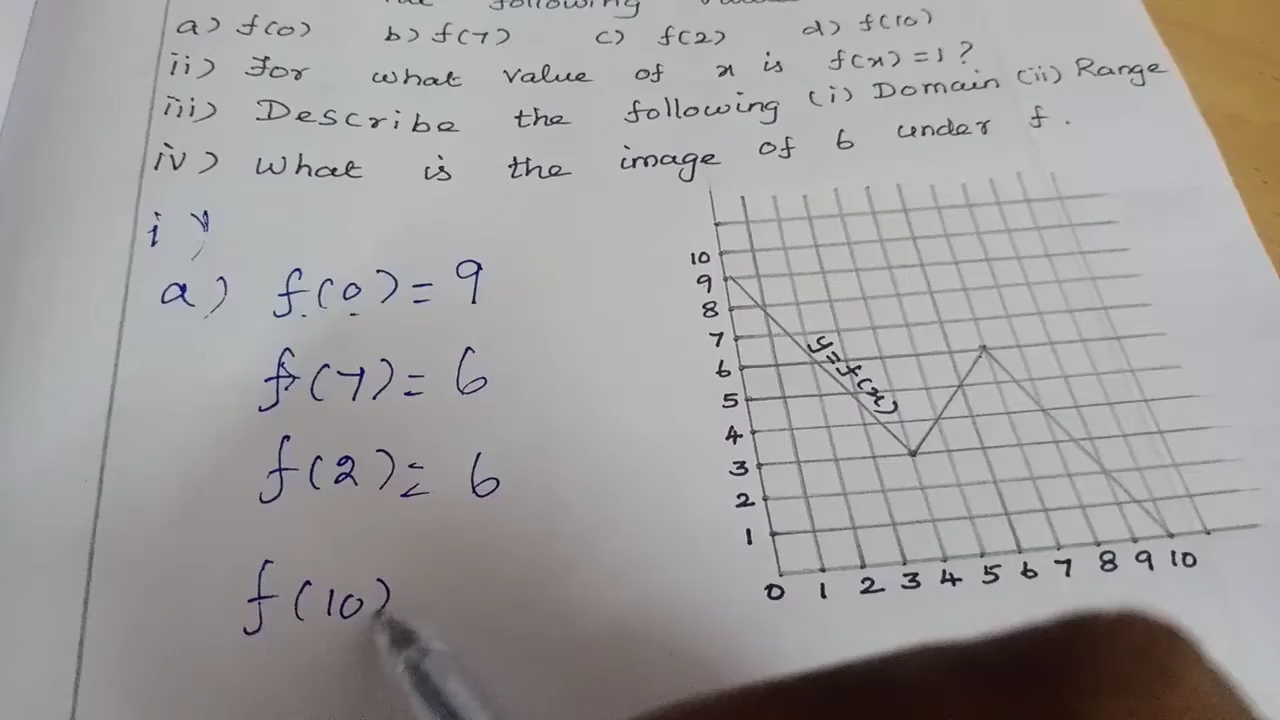 following
a) f(0) b) f(7) c) f(2) d) f(10)
ii) For what value of x is f(x) = 1 ?
iii) Describe the following (i) Domain (ii) Range
iv) What is the image of 6 under f.
i)
a) f(0) = 9
f(7) = 6
f(2) = 6
f(10)
10
9
8
7
6
5
4
3
2
1
y = f(x)
0 1 2 3 4 5 6 7 8 9 10